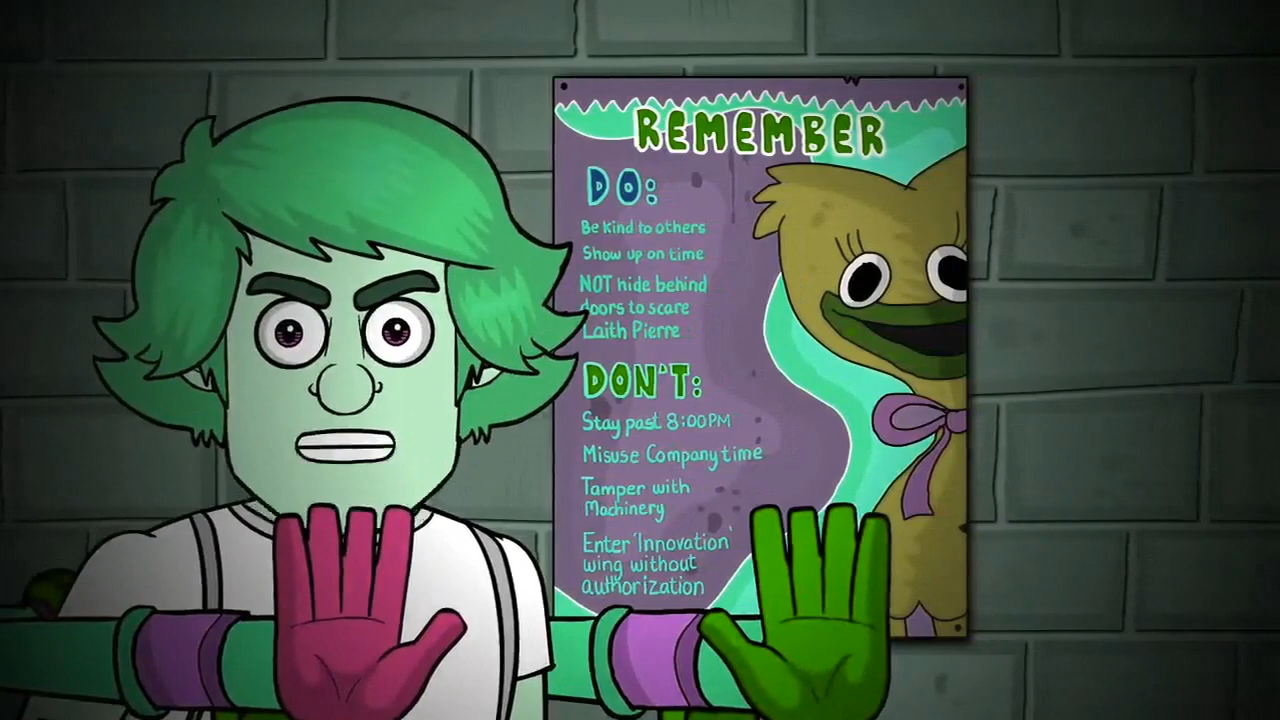 REMEMBER
DO:
Be kind to others
Show up on time
NOT hide behind
doors to scare
Laith Pierre
DON'T:
Stay past 8:00PM
Misuse Company time
Tamper with
Machinery
Enter 'Innovation'
wing without
authorization